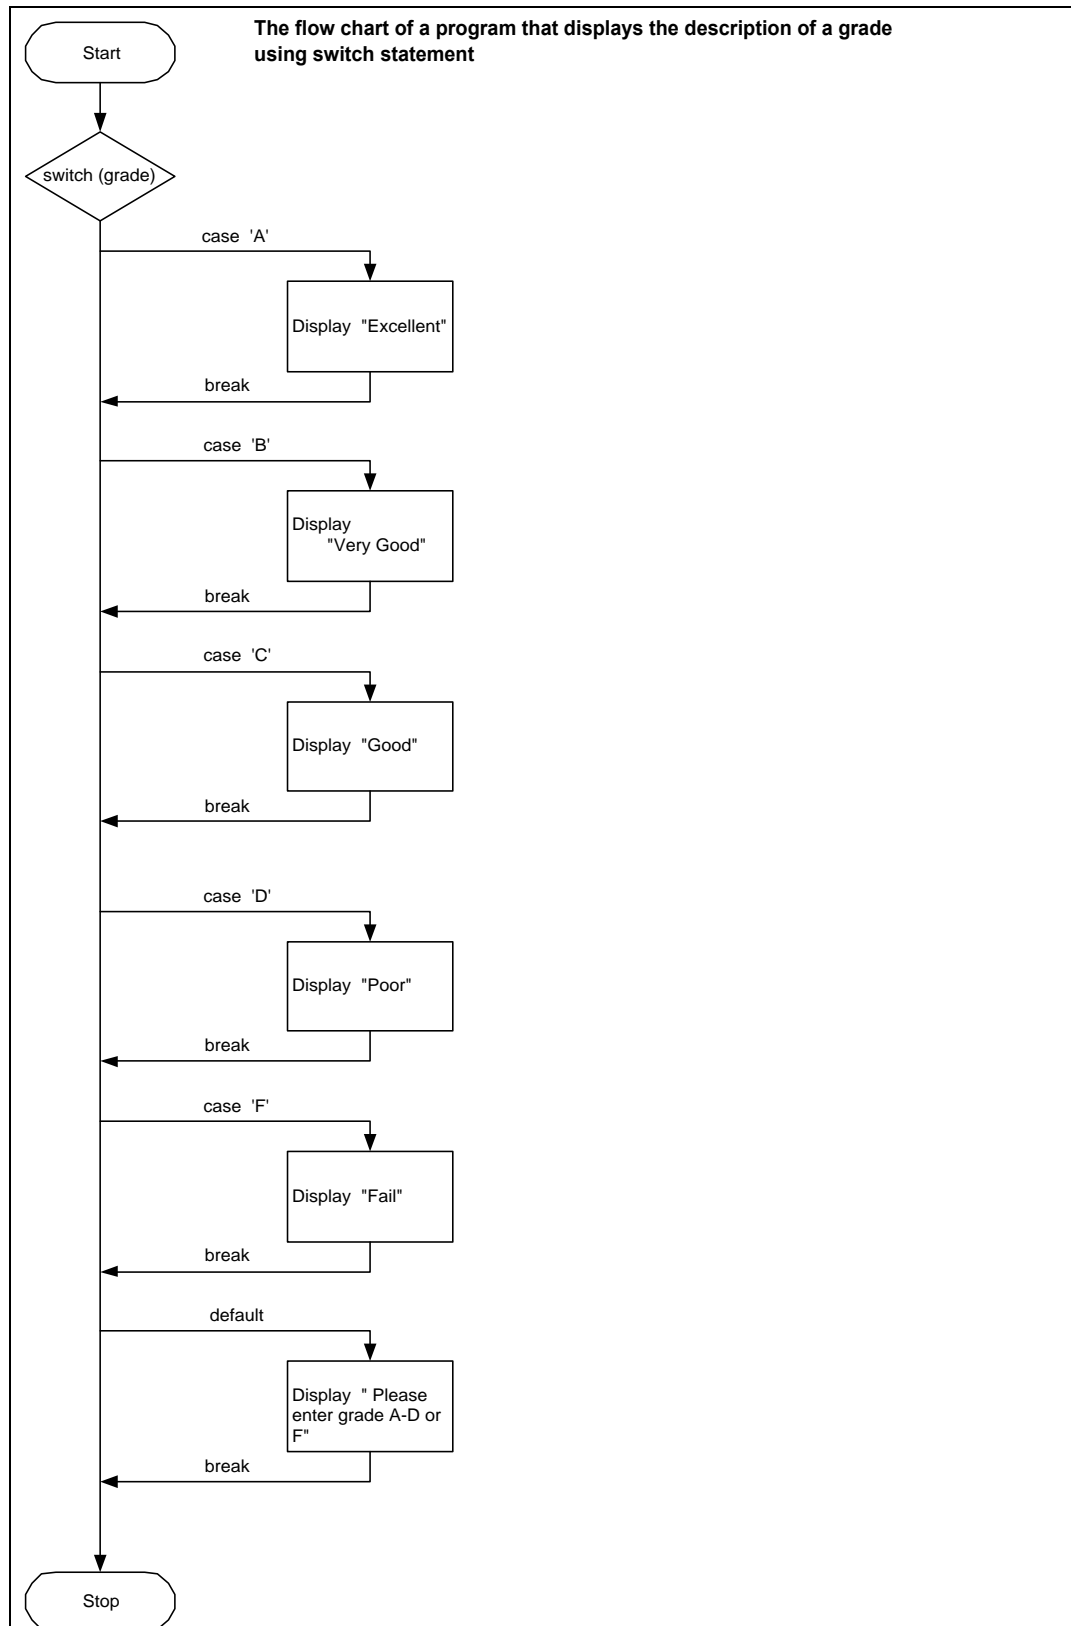 The flow chart of a program that displays the description of a grade
using switch statement
Start
switch (grade)
case 'A'
Display "Excellent"
break
case 'B'
Display
"Very Good"
break
case 'C'
Display "Good"
break
case 'D'
Display "Poor"
break
case 'F'
Display "Fail"
break
default
Display " Please
enter grade A-D or
F"
break
Stop